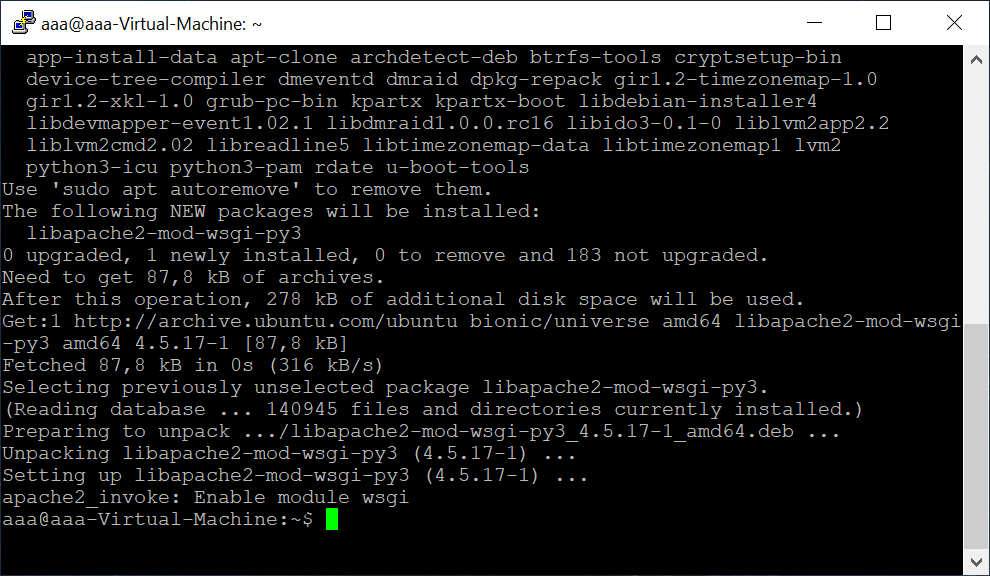 aaa@aaa-Virtual-Machine: ~
app-install-data apt-clone archdetect-deb btrfs-tools cryptsetup-bin
device-tree-compiler dmeventd dmraid dpkg-repack gir1.2-timezonemap-1.0
gir1.2-xkl-1.0 grub-pc-bin kpartx kpartx-boot libdebian-installer4
libdevmapper-event1.02.1 libdmraid1.0.0.rc16 libido3-0.1-0 liblvm2app2.2
liblvm2cmd2.02 libreadline5 libtimezonemap-data libtimezonemap1 lvm2
python3-icu python3-pam rdate u-boot-tools
Use 'sudo apt autoremove' to remove them.
The following NEW packages will be installed:
libapache2-mod-wsgi-py3
0 upgraded, 1 newly installed, 0 to remove and 183 not upgraded.
Need to get 87,8 kB of archives.
After this operation, 278 kB of additional disk space will be used.
Get:1 http://archive.ubuntu.com/ubuntu bionic/universe amd64 libapache2-mod-wsgi
-py3 amd64 4.5.17-1 [87,8 kB]
Fetched 87,8 kB in 0s (316 kB/s)
Selecting previously unselected package libapache2-mod-wsgi-py3.
(Reading database ... 140945 files and directories currently installed.)
Preparing to unpack .../libapache2-mod-wsgi-py3_4.5.17-1_amd64.deb ...
Unpacking libapache2-mod-wsgi-py3 (4.5.17-1) ...
Setting up libapache2-mod-wsgi-py3 (4.5.17-1) ...
apache2_invoke: Enable module wsgi
aaa@aaa-Virtual-Machine:~$